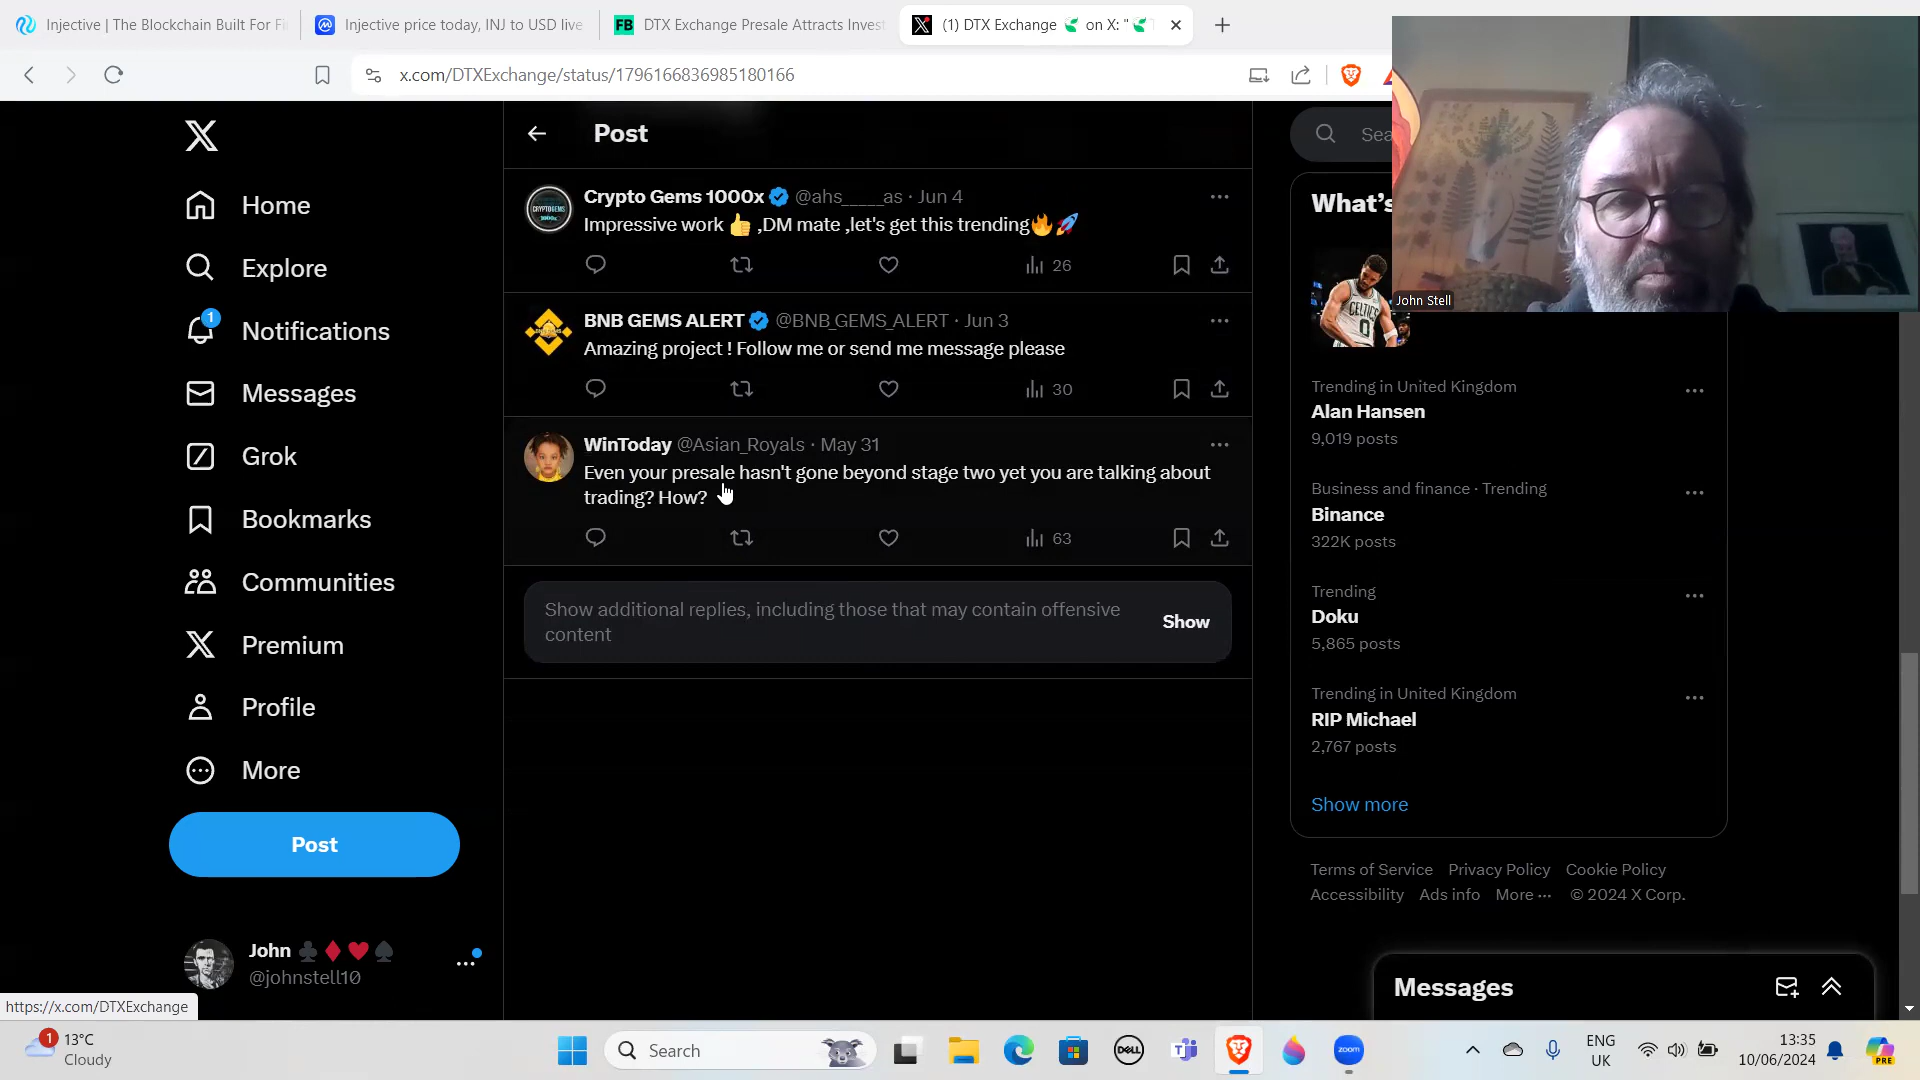 Injective | The Blockchain Built For Fi
Injective price today, INJ to USD live
FB DTX Exchange Presale Attracts Invest
(1) DTX Exchange on X: "
x.com/DTXExchange/status/1796166836985180166
Post
Home
Explore
1
Notifications
Messages
Grok
Bookmarks
Communities
Premium
Profile
More
Post
John
@johnstell10
https://x.com/DTXExchange
Crypto Gems 1000x @ahs_____as · Jun 4
Impressive work 👍 ,DM mate ,let's get this trending🔥🚀
26
BNB GEMS ALERT @BNB_GEMS_ALERT · Jun 3
Amazing project ! Follow me or send me message please
30
WinToday @Asian_Royals · May 31
Even your presale hasn't gone beyond stage two yet you are talking about
trading? How?
63
Show additional replies, including those that may contain offensive
content
Show
Sea
What's
John Stell
Trending in United Kingdom
Alan Hansen
9,019 posts
Business and finance · Trending
Binance
322K posts
Trending
Doku
5,865 posts
Trending in United Kingdom
RIP Michael
2,767 posts
Show more
Terms of Service Privacy Policy Cookie Policy
Accessibility Ads info More ··· © 2024 X Corp.
Messages
1
13°C
Cloudy
Search
DELL
zoom
ENG
UK
13:35
10/06/2024
PRE